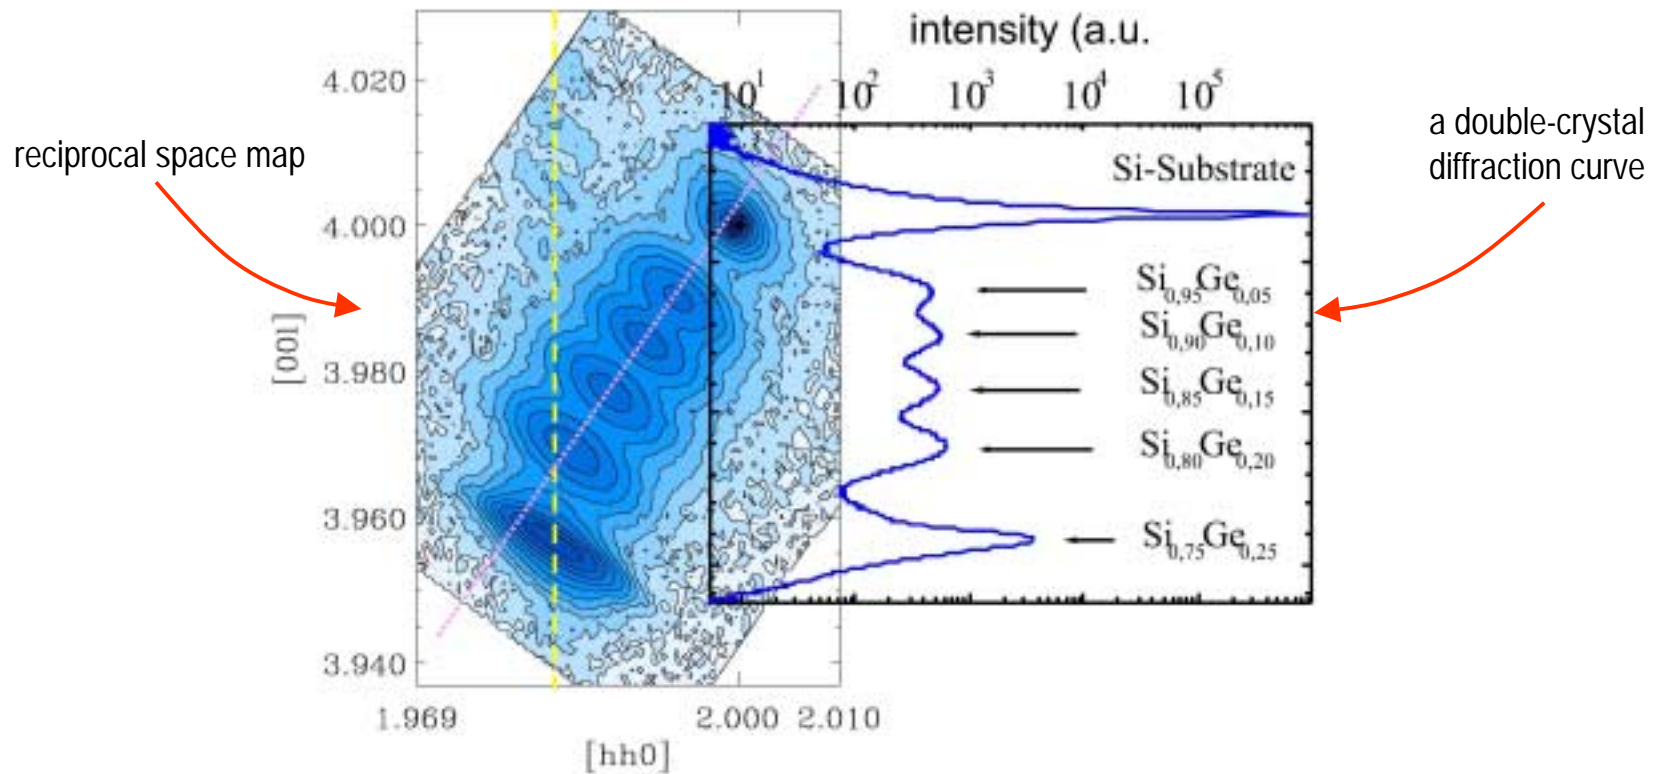 intensity (a.u.
10¹ 10² 10³ 10⁴ 10⁵
reciprocal space map
a double-crystal
diffraction curve
Si-Substrate
Si₀,₉₅Ge₀,₀₅
Si₀,₉₀Ge₀,₁₀
Si₀,₈₅Ge₀,₁₅
Si₀,₈₀Ge₀,₂₀
Si₀,₇₅Ge₀,₂₅
[00l]
4.020
4.000
3.980
3.960
3.940
1.969 2.000 2.010
[hh0]